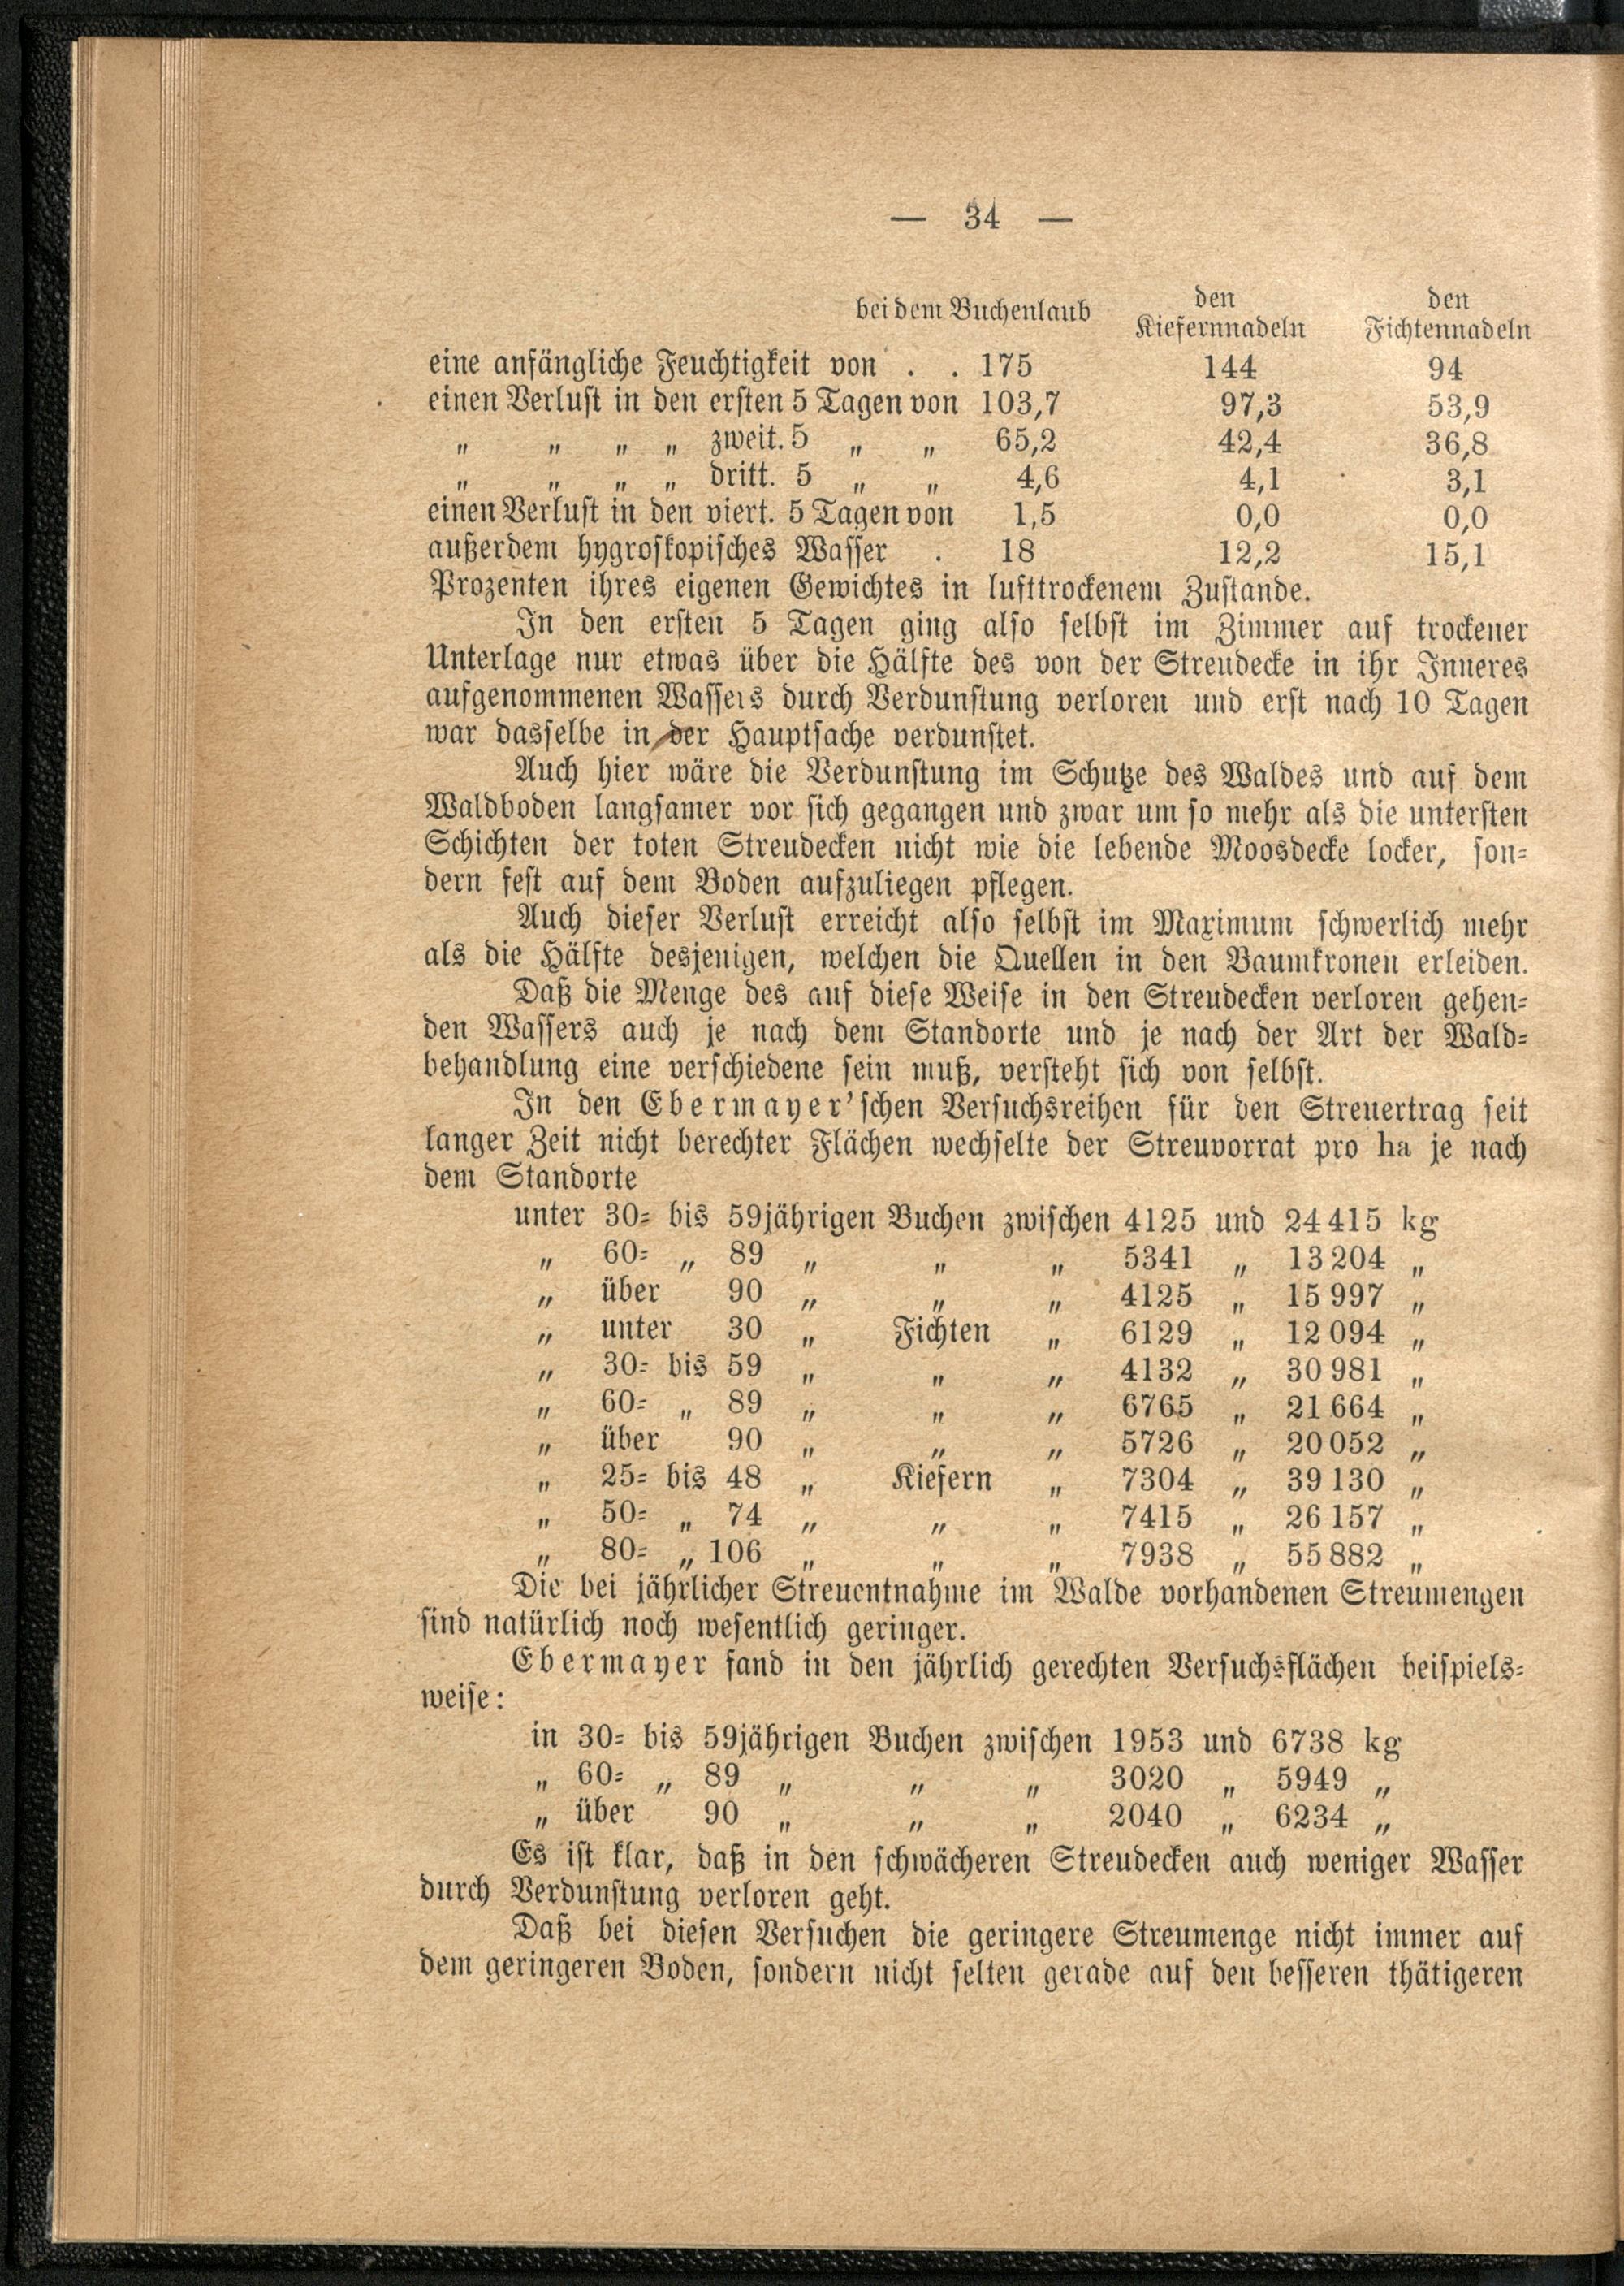 — 34 —
bei dem Buchenlaub den Kiefernnadeln den Fichtennadeln
eine anfängliche Feuchtigkeit von . . 175 144 94
einen Verlust in den ersten 5 Tagen von 103,7 97,3 53,9
„ „ „ „ zweit. 5 „ „ 65,2 42,4 36,8
„ „ „ „ dritt. 5 „ „ 4,6 4,1 3,1
einen Verlust in den viert. 5 Tagen von 1,5 0,0 0,0
außerdem hygroskopisches Wasser . 18 12,2 15,1
Prozenten ihres eigenen Gewichtes in lufttrockenem Zustande.
In den ersten 5 Tagen ging also selbst im Zimmer auf trockener
Unterlage nur etwas über die Hälfte des von der Streudecke in ihr Inneres
aufgenommenen Wassers durch Verdunstung verloren und erst nach 10 Tagen
war dasselbe in der Hauptsache verdunstet.
Auch hier wäre die Verdunstung im Schutze des Waldes und auf dem
Waldboden langsamer vor sich gegangen und zwar um so mehr als die untersten
Schichten der toten Streudecken nicht wie die lebende Moosdecke locker, son-
dern fest auf dem Boden aufzuliegen pflegen.
Auch dieser Verlust erreicht also selbst im Maximum schwerlich mehr
als die Hälfte desjenigen, welchen die Quellen in den Baumkronen erleiden.
Daß die Menge des auf diese Weise in den Streudecken verloren gehen-
den Wassers auch je nach dem Standorte und je nach der Art der Wald-
behandlung eine verschiedene sein muß, versteht sich von selbst.
In den Ebermayer'schen Versuchsreihen für den Streuertrag seit
langer Zeit nicht berechter Flächen wechselte der Streuvorrat pro ha je nach
dem Standorte
unter 30- bis 59jährigen Buchen zwischen 4125 und 24 415 kg
„ 60- „ 89 „ „ „ 5341 „ 13 204 „
„ über 90 „ „ „ 4125 „ 15 997 „
„ unter 30 „ Fichten „ 6129 „ 12 094 „
„ 30- bis 59 „ „ „ 4132 „ 30 981 „
„ 60- „ 89 „ „ „ 6765 „ 21 664 „
„ über 90 „ „ „ 5726 „ 20 052 „
„ 25- bis 48 „ Kiefern „ 7304 „ 39 130 „
„ 50- „ 74 „ „ „ 7415 „ 26 157 „
„ 80- „ 106 „ „ „ 7938 „ 55 882 „
Die bei jährlicher Streuentnahme im Walde vorhandenen Streumengen
sind natürlich noch wesentlich geringer.
Ebermayer fand in den jährlich gerechten Versuchsflächen beispiels-
weise:
in 30- bis 59jährigen Buchen zwischen 1953 und 6738 kg
„ 60- „ 89 „ „ „ 3020 „ 5949 „
„ über 90 „ „ „ 2040 „ 6234 „
Es ist klar, daß in den schwächeren Streudecken auch weniger Wasser
durch Verdunstung verloren geht.
Daß bei diesen Versuchen die geringere Streumenge nicht immer auf
dem geringeren Boden, sondern nicht selten gerade auf den besseren thätigeren